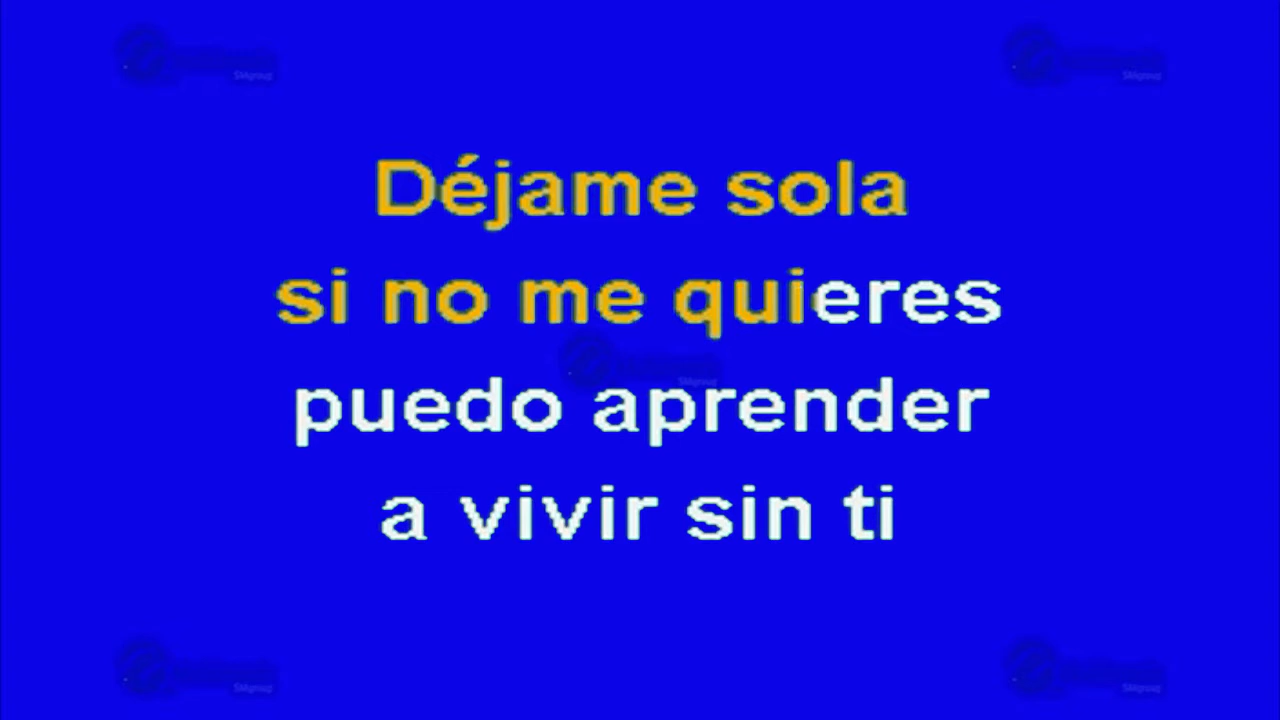 Déjame sola
si no me quieres
puedo aprender
a vivir sin ti